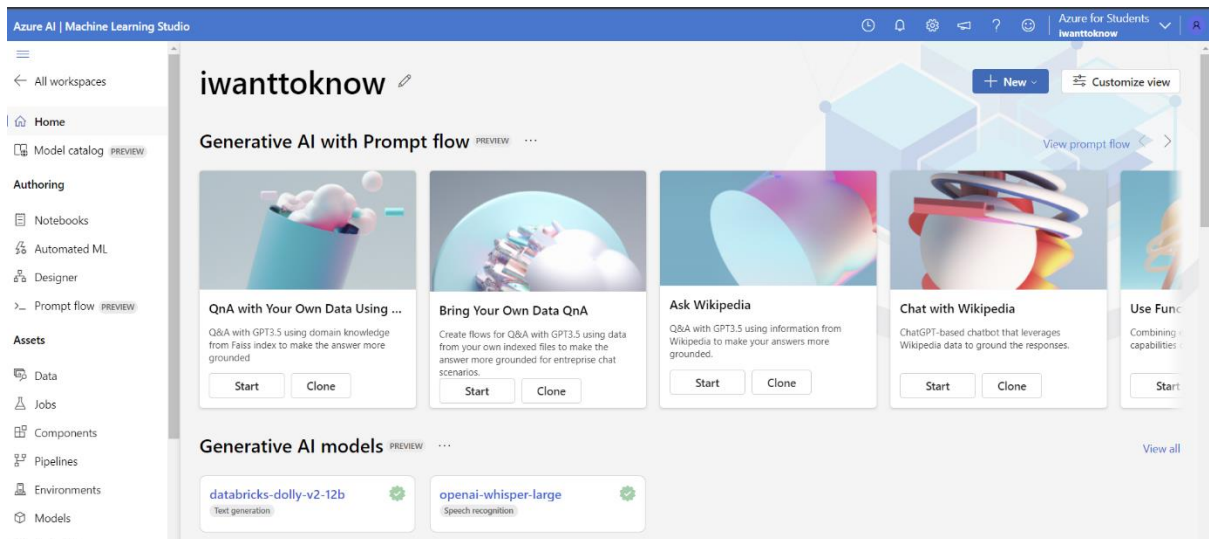 Azure AI | Machine Learning Studio
Azure for Students
iwanttoknow
A
All workspaces
Home
Model catalog PREVIEW
Authoring
Notebooks
Automated ML
Designer
Prompt flow PREVIEW
Assets
Data
Jobs
Components
Pipelines
Environments
Models
iwanttoknow
+ New
Customize view
Generative AI with Prompt flow PREVIEW ...
View prompt flow
QnA with Your Own Data Using ...
Q&A with GPT3.5 using domain knowledge
from Faiss index to make the answer more
grounded
Start Clone
Bring Your Own Data QnA
Create flows for Q&A with GPT3.5 using data
from your own indexed files to make the
answer more grounded for entreprise chat
scenarios.
Start Clone
Ask Wikipedia
Q&A with GPT3.5 using information from
Wikipedia to make your answers more
grounded.
Start Clone
Chat with Wikipedia
ChatGPT-based chatbot that leverages
Wikipedia data to ground the responses.
Start Clone
Use Func
Combining
capabilities
Start
Generative AI models PREVIEW ...
View all
databricks-dolly-v2-12b
Text generation
openai-whisper-large
Speech recognition